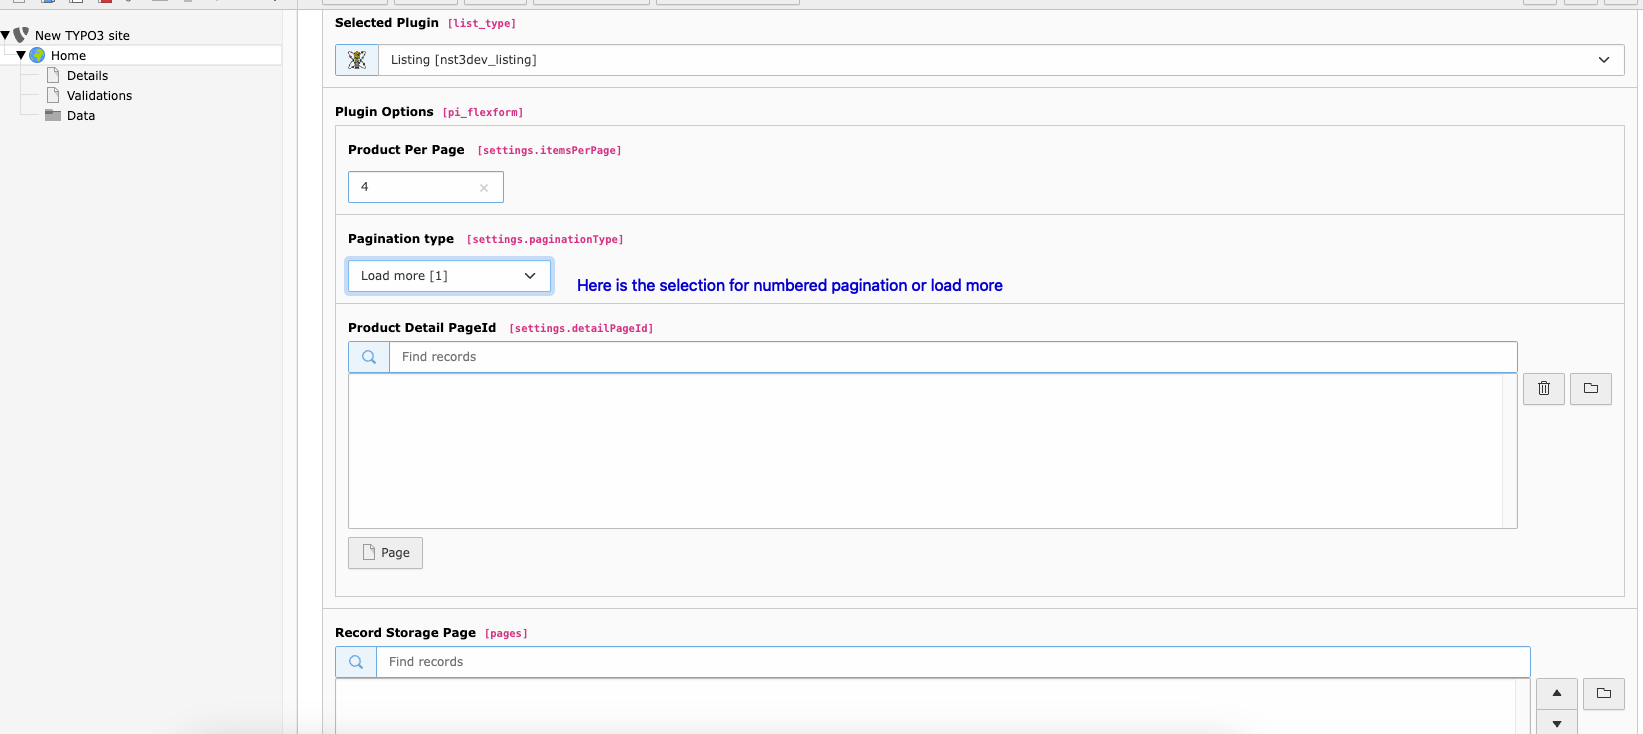 New TYPO3 site
Home
Details
Validations
Data
Selected Plugin [list_type]
Listing [nst3dev_listing]
Plugin Options [pi_flexform]
Product Per Page [settings.itemsPerPage]
4
Pagination type [settings.paginationType]
Load more [1]
Here is the selection for numbered pagination or load more
Product Detail PageId [settings.detailPageId]
Find records
Page
Record Storage Page [pages]
Find records